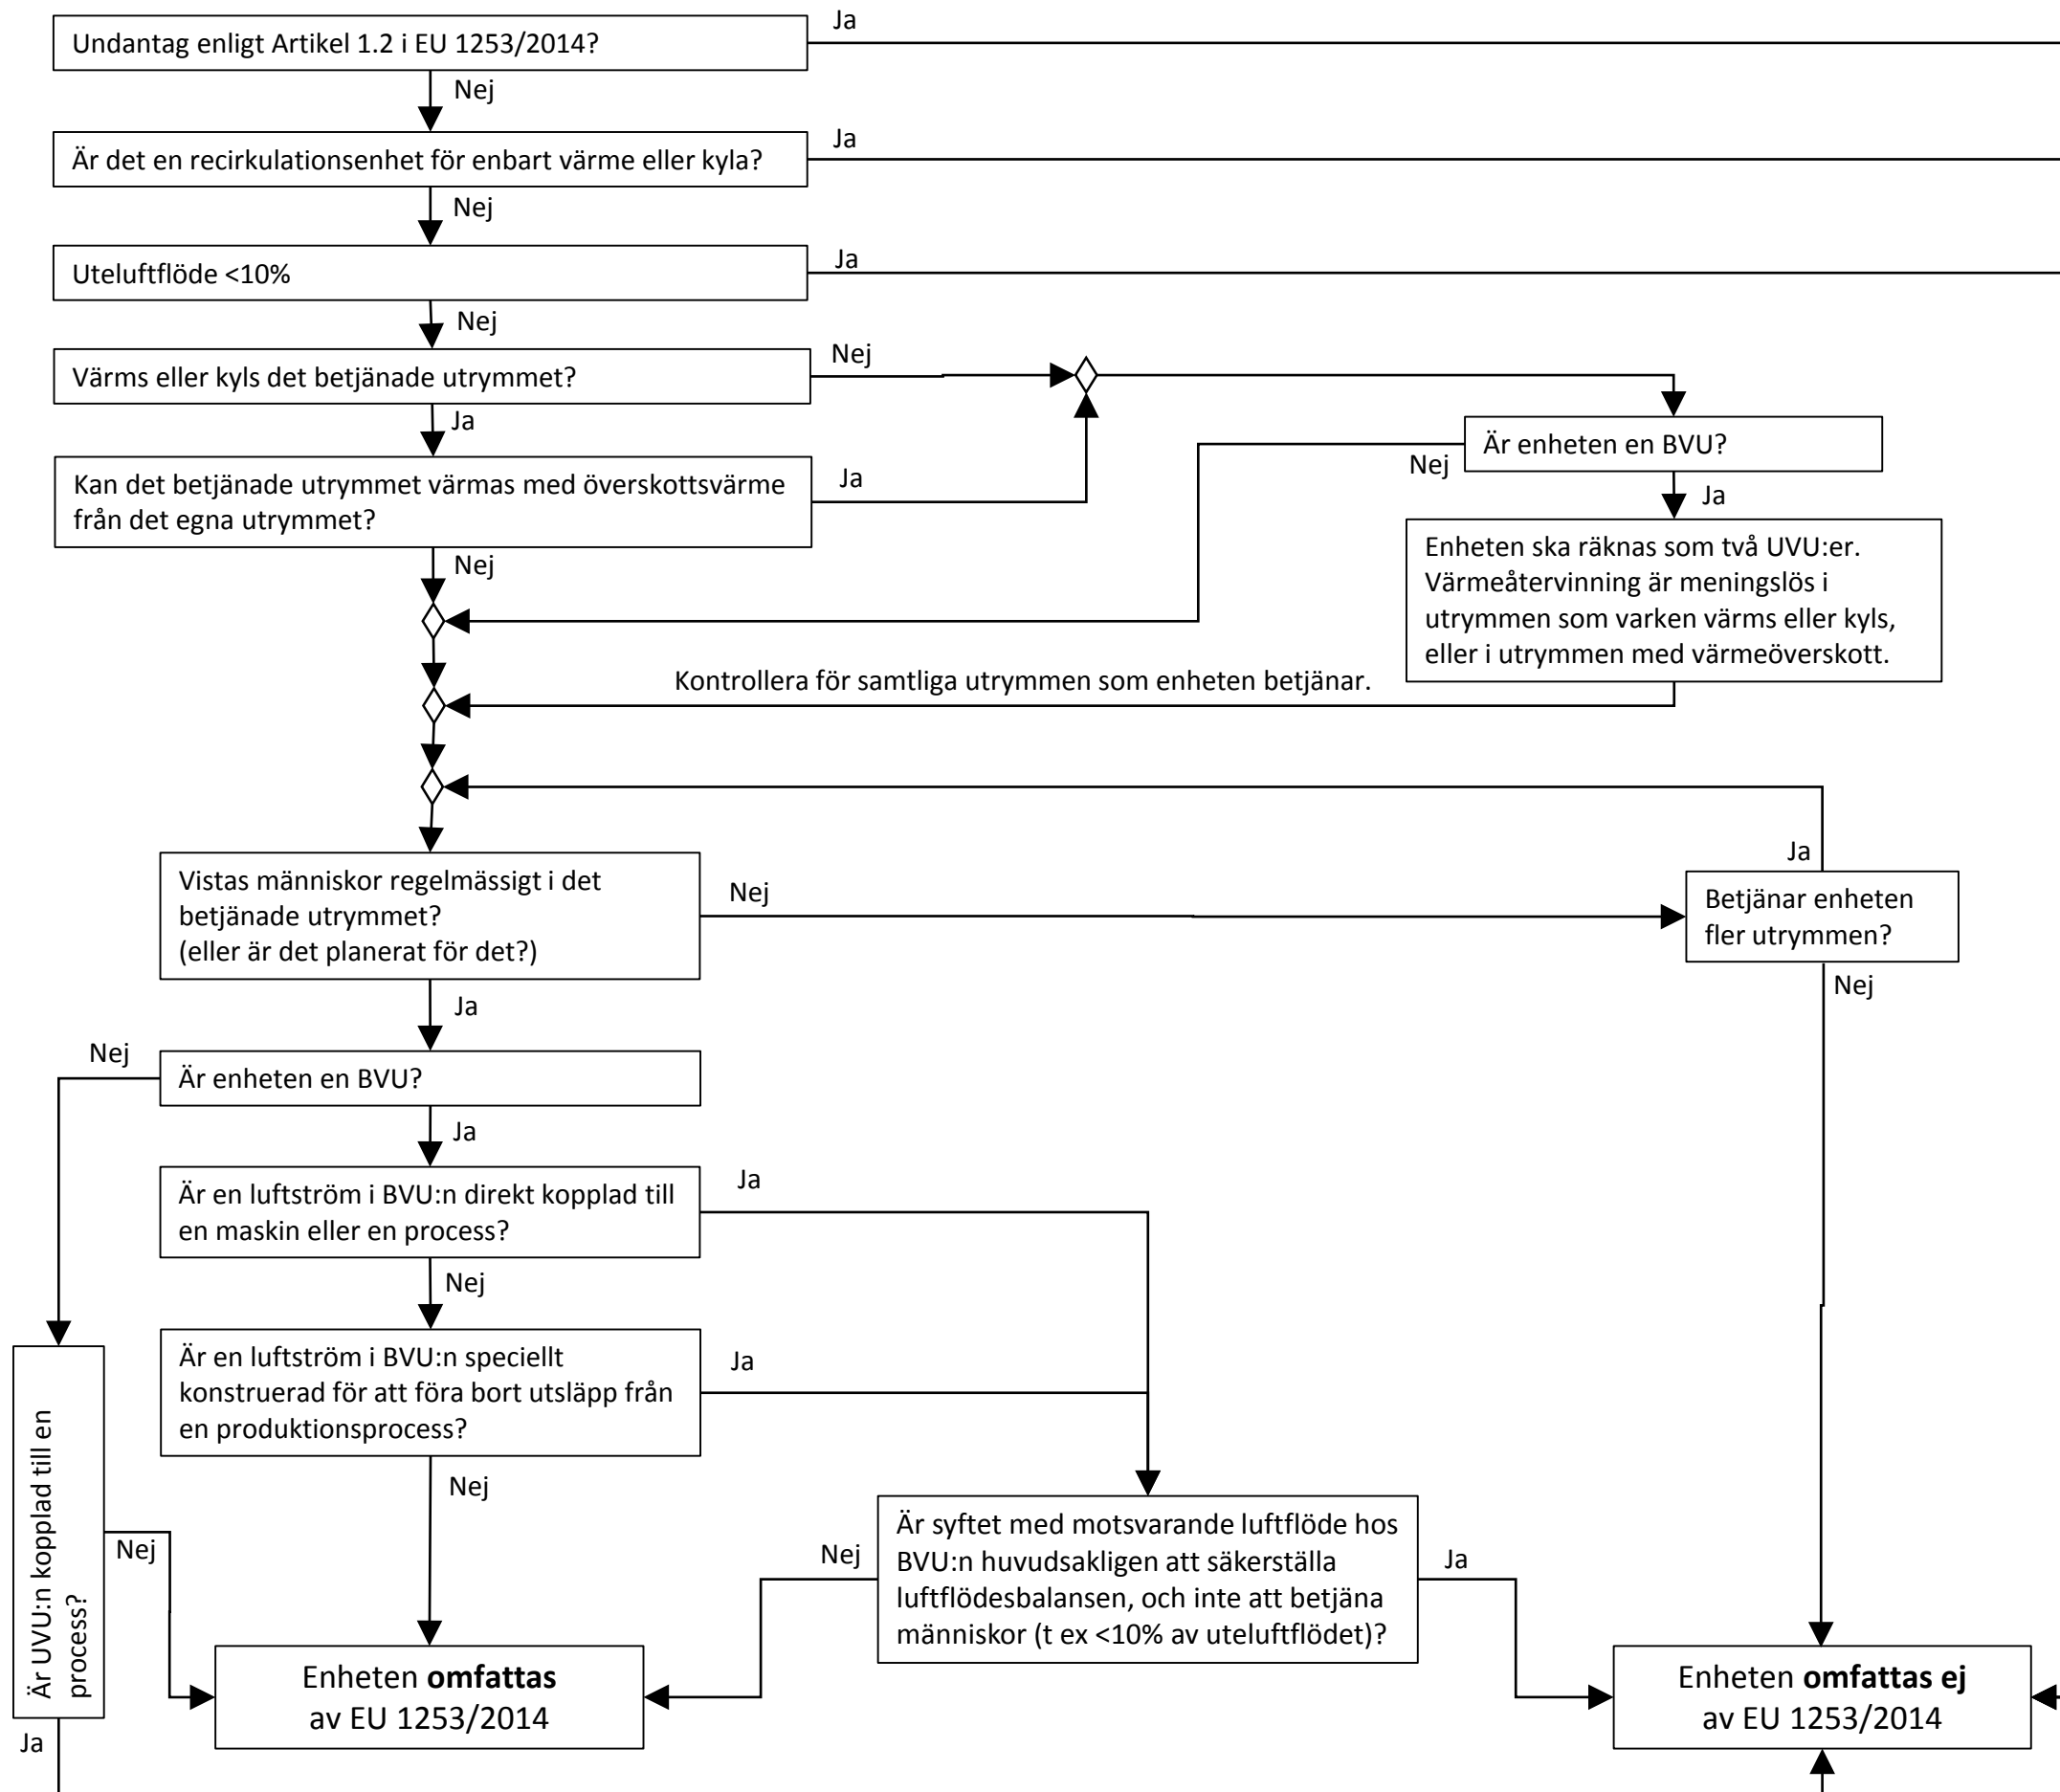 Undantag enligt Artikel 1.2 i EU 1253/2014?
Ja
Nej
Är det en recirkulationsenhet för enbart värme eller kyla?
Ja
Nej
Uteluftflöde <10%
Ja
Nej
Värms eller kyls det betjänade utrymmet?
Nej
Ja
Är enheten en BVU?
Nej
Ja
Kan det betjänade utrymmet värmas med överskottsvärme
från det egna utrymmet?
Ja
Nej
Enheten ska räknas som två UVU:er.
Värmeåtervinning är meningslös i
utrymmen som varken värms eller kyls,
eller i utrymmen med värmeöverskott.
Kontrollera för samtliga utrymmen som enheten betjänar.
Vistas människor regelmässigt i det
betjänade utrymmet?
(eller är det planerat för det?)
Nej
Ja
Ja
Betjänar enheten
fler utrymmen?
Nej
Nej
Är enheten en BVU?
Ja
Är en luftström i BVU:n direkt kopplad till
en maskin eller en process?
Ja
Nej
Är en luftström i BVU:n speciellt
konstruerad för att föra bort utsläpp från
en produktionsprocess?
Ja
Nej
Är UVU:n kopplad till en
process?
Nej
Ja
Är syftet med motsvarande luftflöde hos
BVU:n huvudsakligen att säkerställa
luftflödesbalansen, och inte att betjäna
människor (t ex <10% av uteluftflödet)?
Nej
Ja
Enheten omfattas
av EU 1253/2014
Enheten omfattas ej
av EU 1253/2014